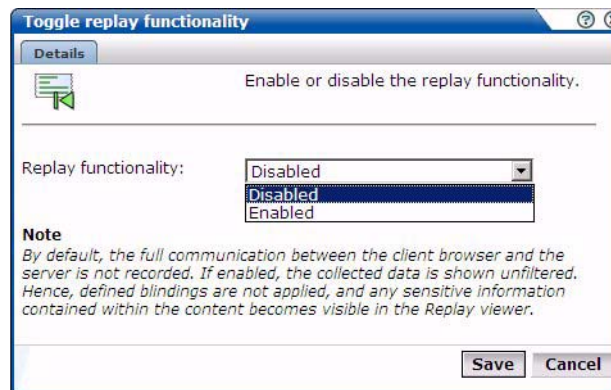 Toggle replay functionality
Details
Enable or disable the replay functionality.
Replay functionality:
Disabled
Disabled
Enabled
Note
By default, the full communication between the client browser and the
server is not recorded. If enabled, the collected data is shown unfiltered.
Hence, defined blindings are not applied, and any sensitive information
contained within the content becomes visible in the Replay viewer.
Save Cancel